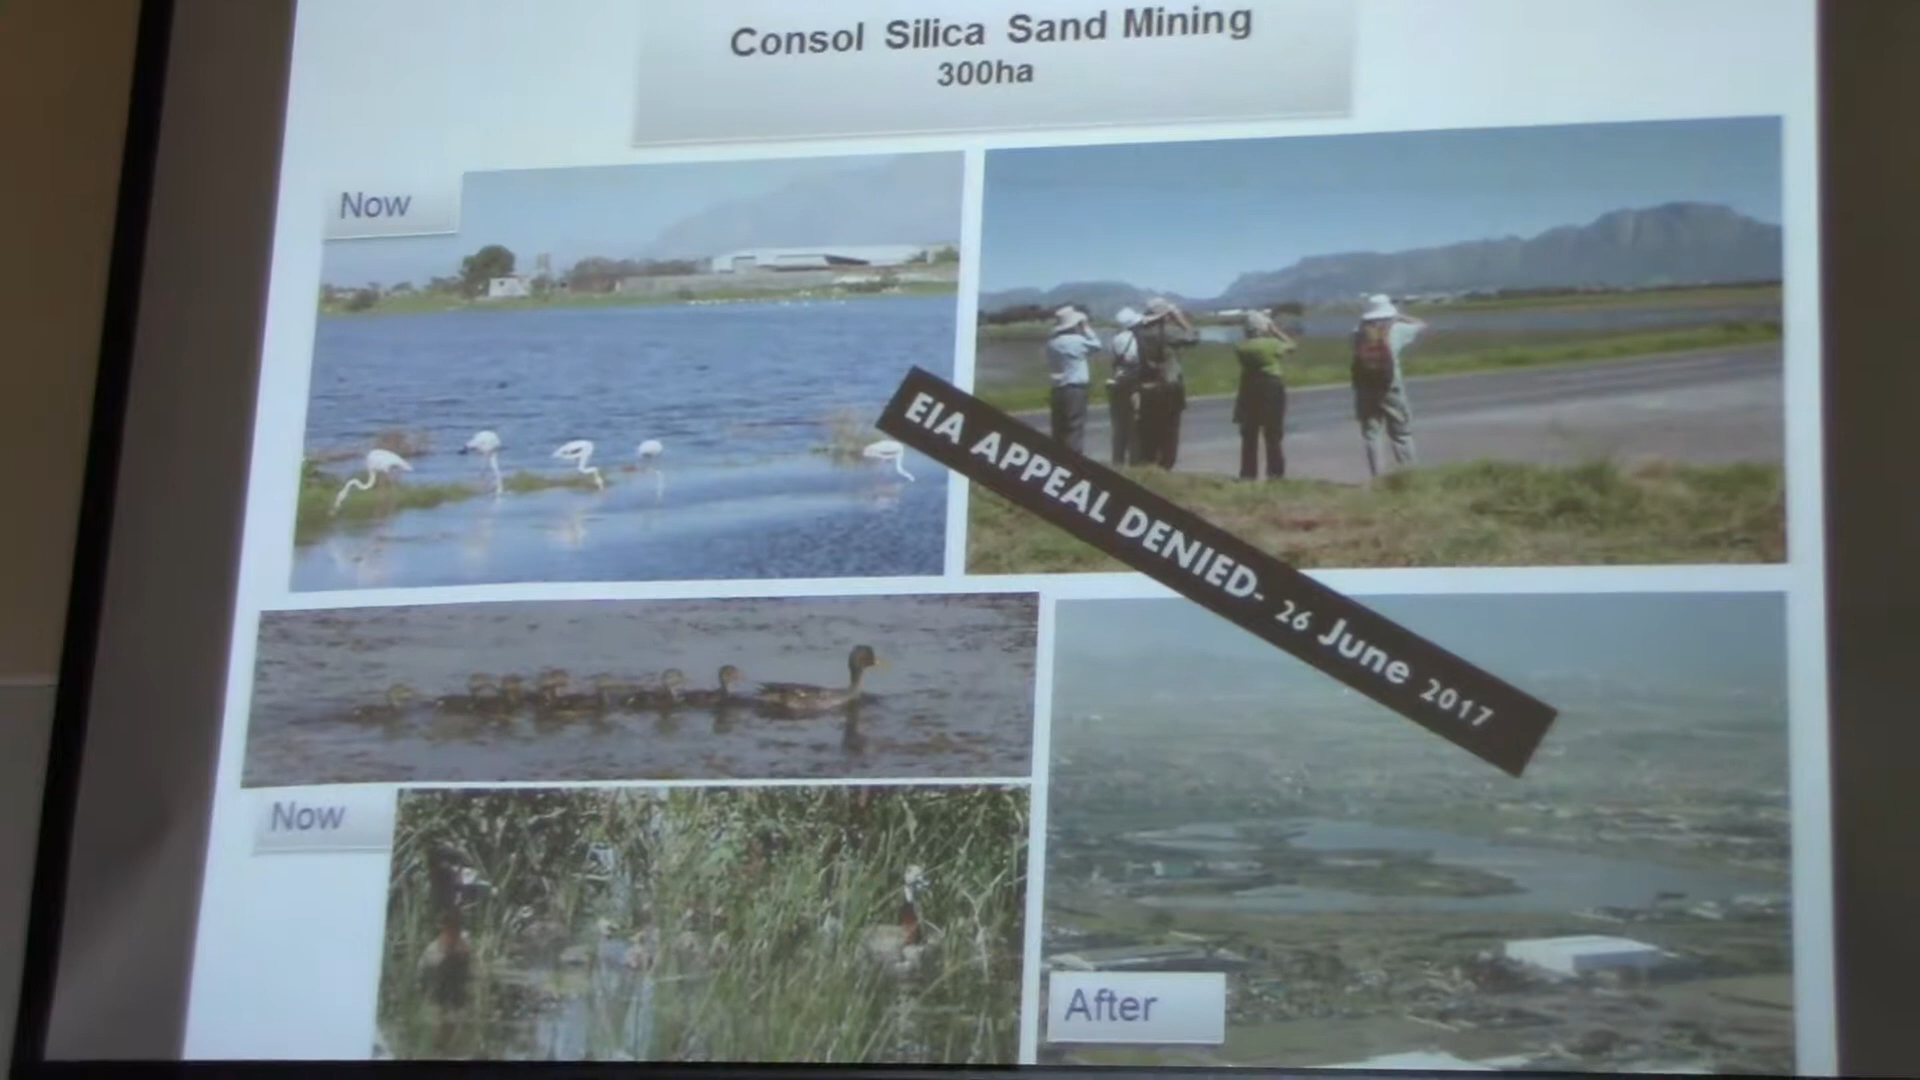 Consol Silica Sand Mining
300ha
Now
EIA APPEAL DENIED- 26 June 2017
Now
After